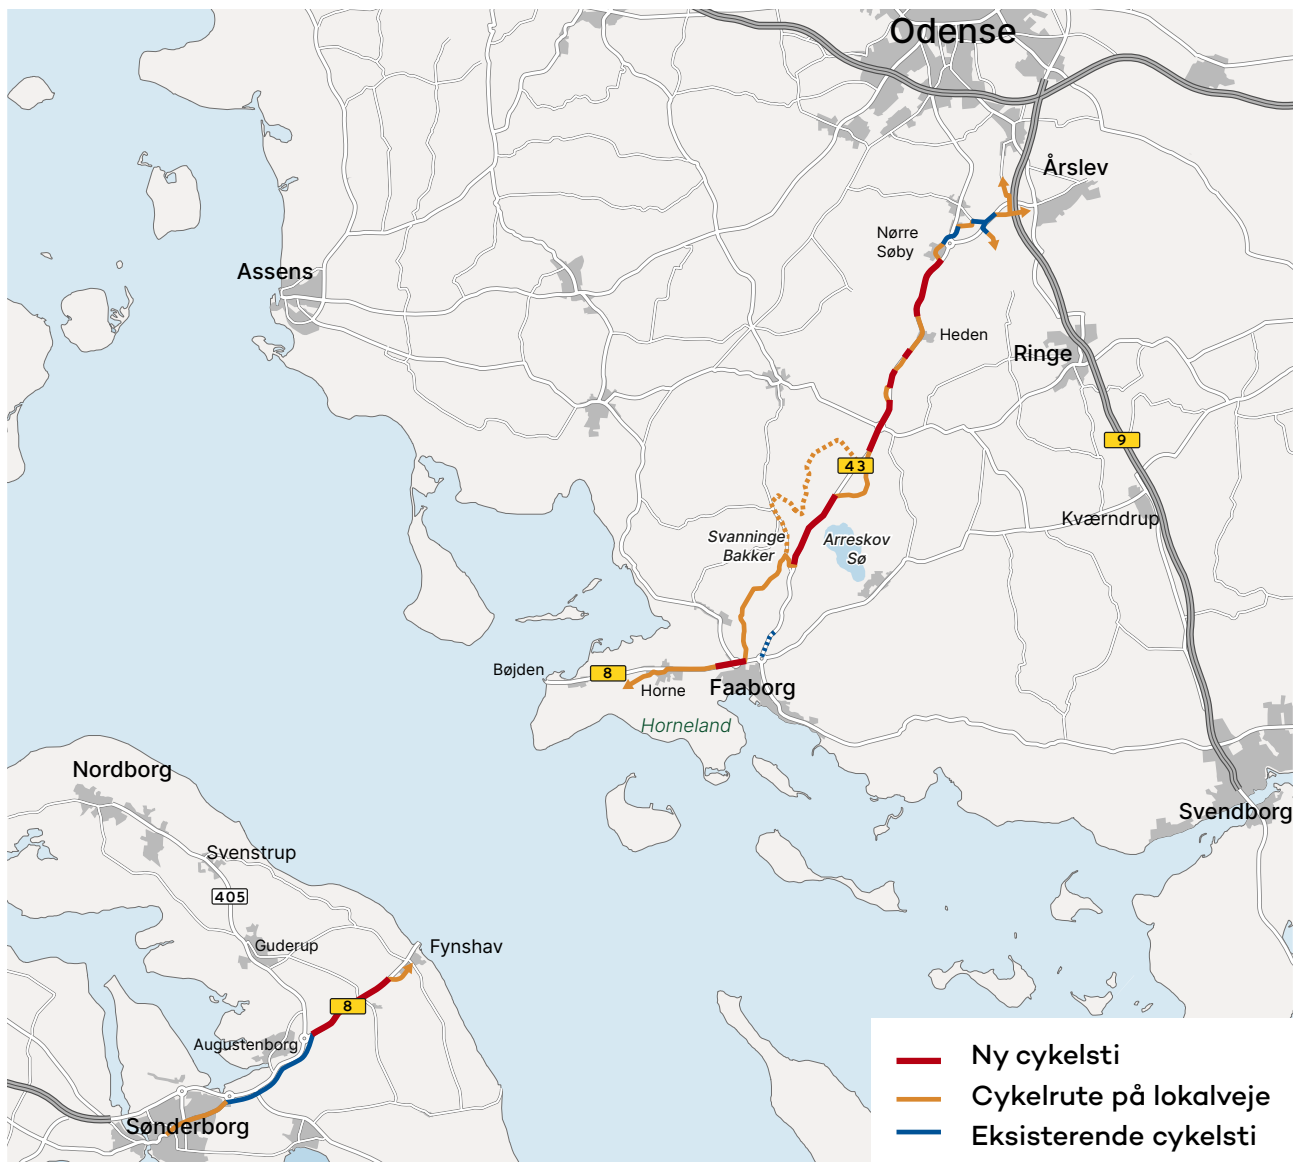 Odense
Årslev
Nørre
Søby
Assens
Heden
Ringe
9
43
Kværndrup
Svanninge
Bakker
Arreskov
Sø
Bøjden
8
Horne
Faaborg
Horneland
Nordborg
Svendborg
Svenstrup
405
Guderup
Fynshav
8
Augustenborg
Sønderborg
Ny cykelsti
Cykelrute på lokalveje
Eksisterende cykelsti